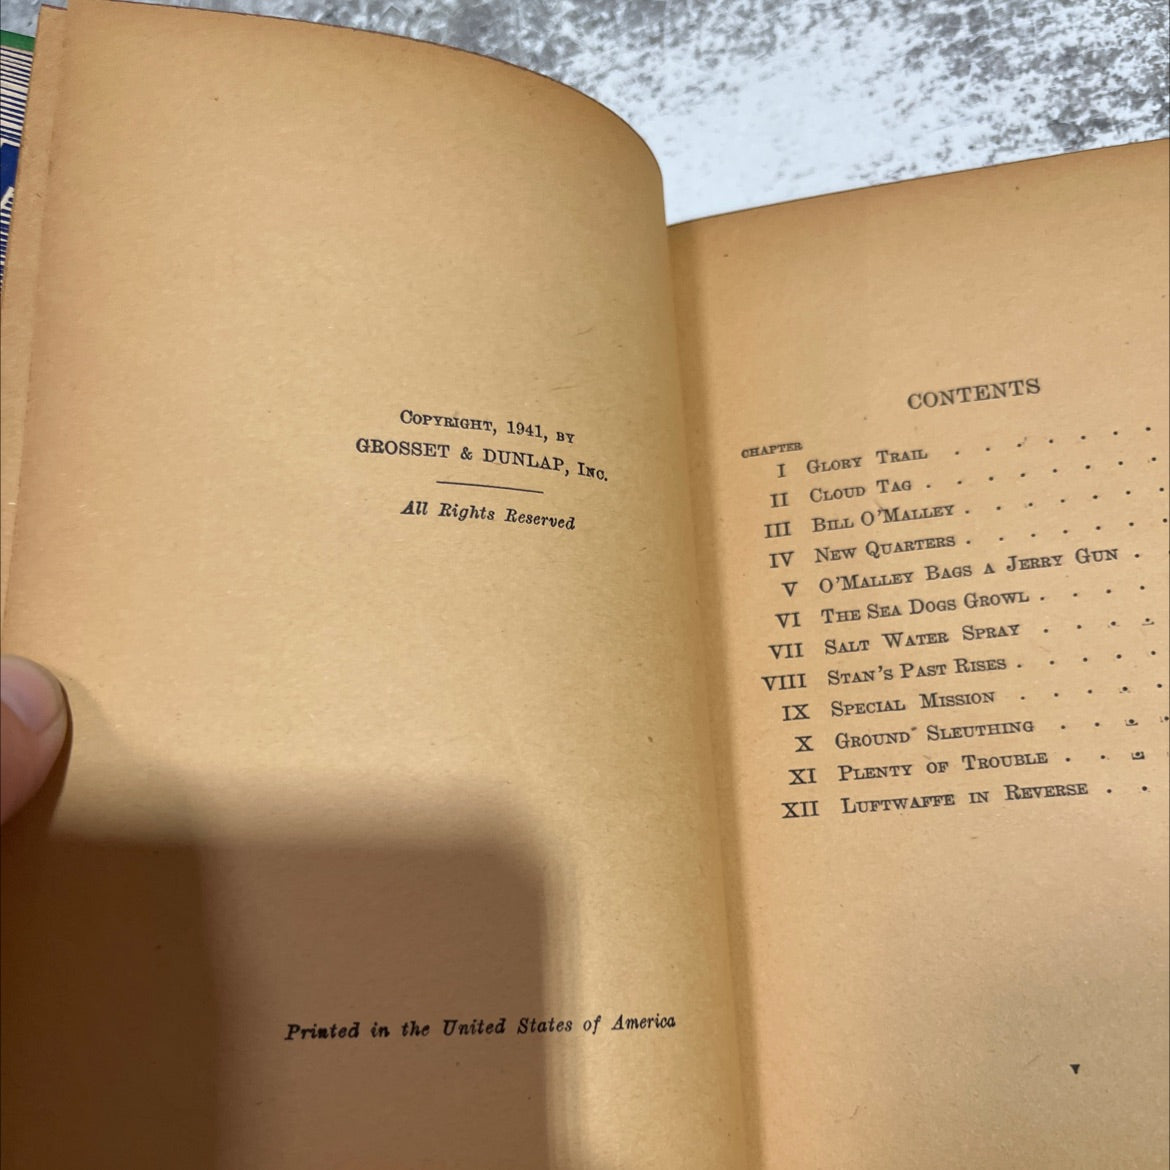 COPYRIGHT, 1941, BY
GROSSET & DUNLAP, INC.
All Rights Reserved
Printed in the United States of America
CONTENTS
CHAPTER
I GLORY TRAIL . . . . .
II CLOUD TAG . . . . . .
III BILL O'MALLEY . . . . . .
IV NEW QUARTERS . . . . . .
V O'MALLEY BAGS A JERRY GUN .
VI THE SEA DOGS GROWL . . . .
VII SALT WATER SPRAY . . . .
VIII STAN'S PAST RISES . . . . .
IX SPECIAL MISSION . . . . .
X GROUND SLEUTHING . . . .
XI PLENTY OF TROUBLE . . .
XII LUFTWAFFE IN REVERSE . .
v